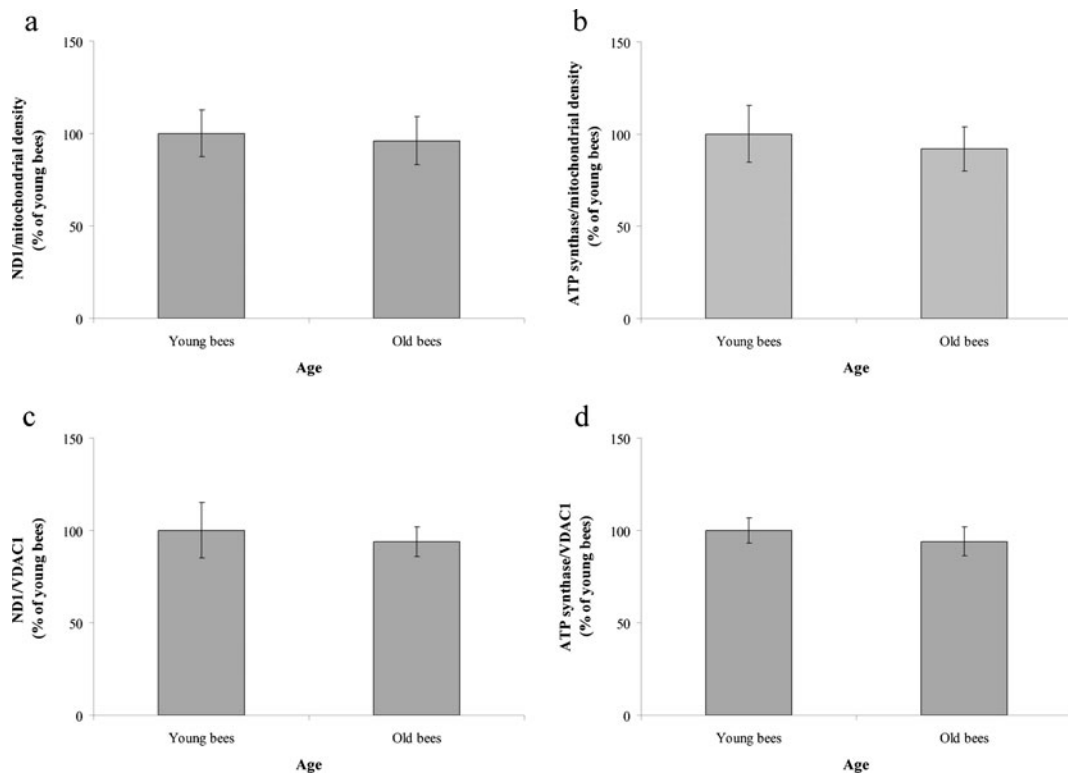 a
150
100
50
0
ND1/mitochondrial density
(% of young bees)
Young bees
Old bees
Age
b
150
100
50
0
ATP synthase/mitochondrial density
(% of young bees)
Young bees
Old bees
Age
c
150
100
50
0
ND1/VDAC1
(% of young bees)
Young bees
Old bees
Age
d
150
100
50
0
ATP synthase/VDAC1
(% of young bees)
Young bees
Old bees
Age